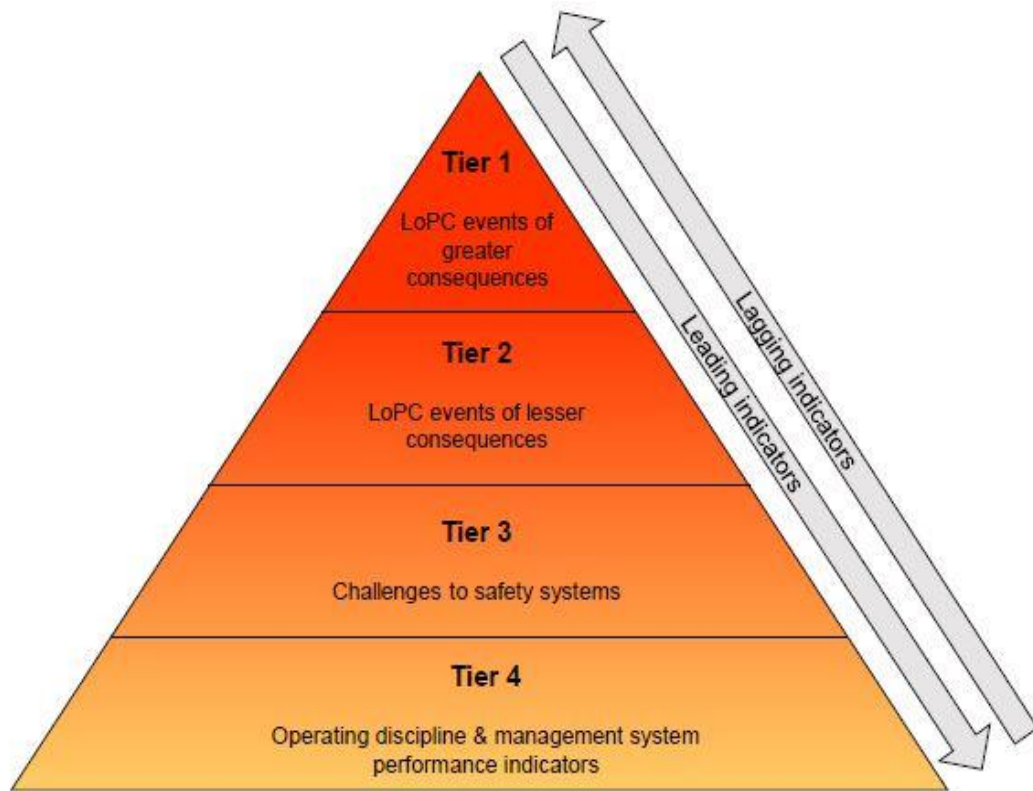 Tier 1
LoPC events of
greater
consequences
Tier 2
LoPC events of lesser
consequences
Tier 3
Challenges to safety systems
Tier 4
Operating discipline & management system
performance indicators
Leading indicators
Lagging indicators